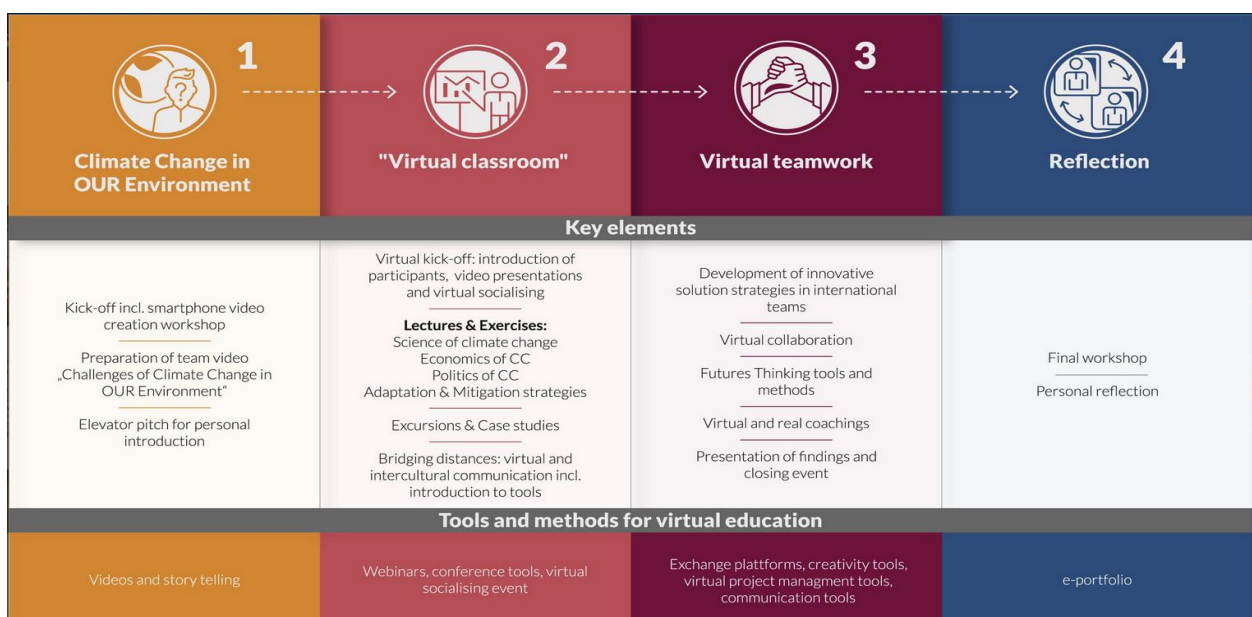 1
Climate Change in
OUR Environment
2
"Virtual classroom"
3
Virtual teamwork
4
Reflection
Key elements
Kick-off incl. smartphone video
creation workshop
Preparation of team video
„Challenges of Climate Change in
OUR Environment“
Elevator pitch for personal
introduction
Virtual kick-off: introduction of
participants, video presentations
and virtual socialising
Lectures & Exercises:
Science of climate change
Economics of CC
Politics of CC
Adaptation & Mitigation strategies
Excursions & Case studies
Bridging distances: virtual and
intercultural communication incl.
introduction to tools
Development of innovative
solution strategies in international
teams
Virtual collaboration
Futures Thinking tools and
methods
Virtual and real coachings
Presentation of findings and
closing event
Final workshop
Personal reflection
Tools and methods for virtual education
Videos and story telling
Webinars, conference tools, virtual
socialising event
Exchange plattforms, creativity tools,
virtual project managment tools,
communication tools
e-portfolio